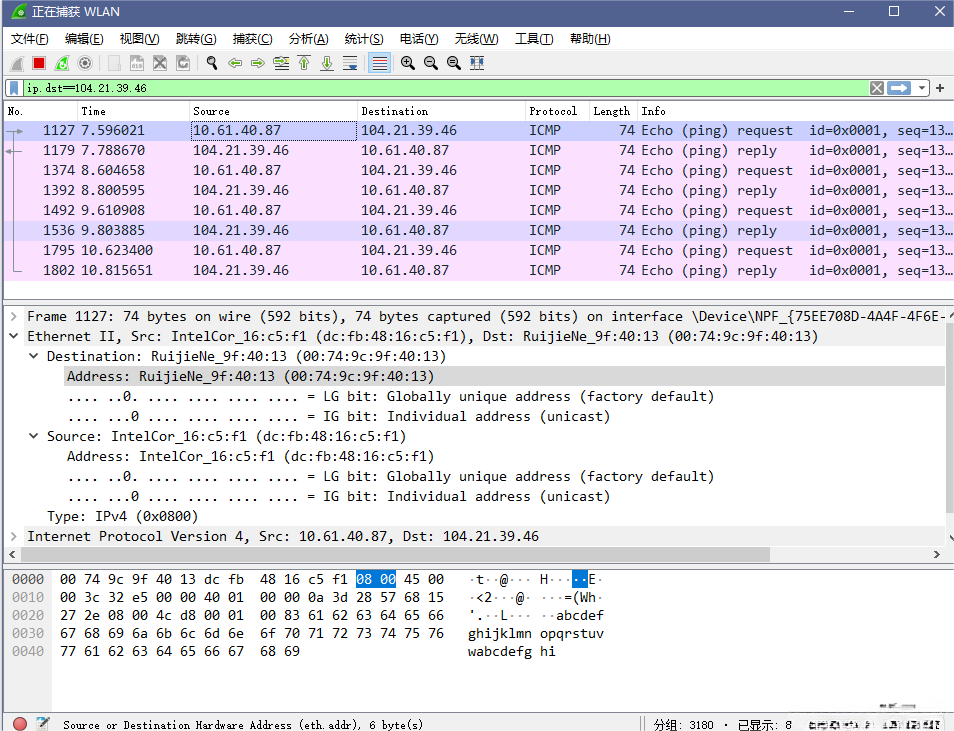 正在捕获 WLAN
文件(F) 编辑(E) 视图(V) 跳转(G) 捕获(C) 分析(A) 统计(S) 电话(Y) 无线(W) 工具(T) 帮助(H)
ip.dst==104.21.39.46
No. Time Source Destination Protocol Length Info
1127 7.596021 10.61.40.87 104.21.39.46 ICMP 74 Echo (ping) request id=0x0001, seq=13…
1179 7.788670 104.21.39.46 10.61.40.87 ICMP 74 Echo (ping) reply id=0x0001, seq=13…
1374 8.604658 10.61.40.87 104.21.39.46 ICMP 74 Echo (ping) request id=0x0001, seq=13…
1392 8.800595 104.21.39.46 10.61.40.87 ICMP 74 Echo (ping) reply id=0x0001, seq=13…
1492 9.610908 10.61.40.87 104.21.39.46 ICMP 74 Echo (ping) request id=0x0001, seq=13…
1536 9.803885 104.21.39.46 10.61.40.87 ICMP 74 Echo (ping) reply id=0x0001, seq=13…
1795 10.623400 10.61.40.87 104.21.39.46 ICMP 74 Echo (ping) request id=0x0001, seq=13…
1802 10.815651 104.21.39.46 10.61.40.87 ICMP 74 Echo (ping) reply id=0x0001, seq=13…
Frame 1127: 74 bytes on wire (592 bits), 74 bytes captured (592 bits) on interface \Device\NPF_{75EE708D-4A4F-4F6E-
Ethernet II, Src: IntelCor_16:c5:f1 (dc:fb:48:16:c5:f1), Dst: RuijieNe_9f:40:13 (00:74:9c:9f:40:13)
Destination: RuijieNe_9f:40:13 (00:74:9c:9f:40:13)
Address: RuijieNe_9f:40:13 (00:74:9c:9f:40:13)
.... ..0. .... .... .... .... = LG bit: Globally unique address (factory default)
.... ...0 .... .... .... .... = IG bit: Individual address (unicast)
Source: IntelCor_16:c5:f1 (dc:fb:48:16:c5:f1)
Address: IntelCor_16:c5:f1 (dc:fb:48:16:c5:f1)
.... ..0. .... .... .... .... = LG bit: Globally unique address (factory default)
.... ...0 .... .... .... .... = IG bit: Individual address (unicast)
Type: IPv4 (0x0800)
Internet Protocol Version 4, Src: 10.61.40.87, Dst: 104.21.39.46
0000 00 74 9c 9f 40 13 dc fb 48 16 c5 f1 08 00 45 00 ·t··@··· H·····E·
0010 00 3c 32 e5 00 00 40 01 00 00 0a 3d 28 57 68 15 ·<2···@· ···=(Wh·
0020 27 2e 08 00 4c d8 00 01 00 83 61 62 63 64 65 66 '.··L··· ··abcdef
0030 67 68 69 6a 6b 6c 6d 6e 6f 70 71 72 73 74 75 76 ghijklmn opqrstuv
0040 77 61 62 63 64 65 66 67 68 69 wabcdefg hi
Source or Destination Hardware Address (eth.addr), 6 byte(s) 分组: 3180 · 已显示: 8